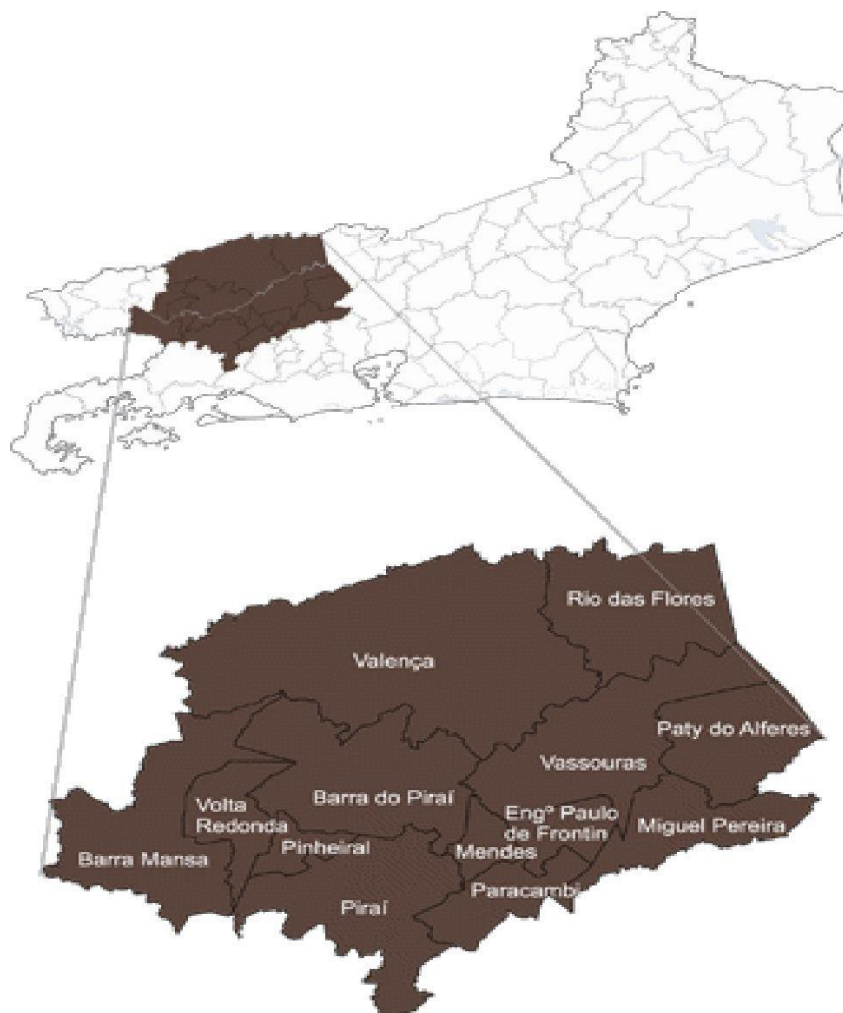 Rio das Flores
Valença
Paty do Alferes
Vassouras
Barra do Piraí
Volta
Redonda
Engº Paulo
de Frontin
Miguel Pereira
Pinheiral
Mendes
Barra Mansa
Paracambi
Piraí